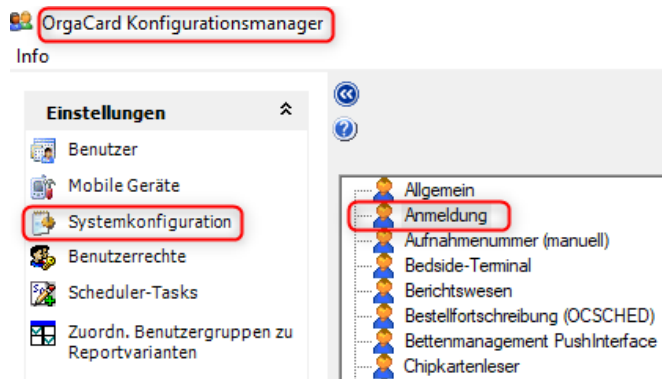 OrgaCard Konfigurationsmanager
Info
Einstellungen
Benutzer
Mobile Geräte
Systemkonfiguration
Benutzerrechte
Scheduler-Tasks
Zuordn. Benutzergruppen zu
Reportvarianten
Allgemein
Anmeldung
Aufnahmenummer (manuell)
Bedside-Terminal
Berichtswesen
Bestellfortschreibung (OCSCHED)
Bettenmanagement PushInterface
Chipkartenleser